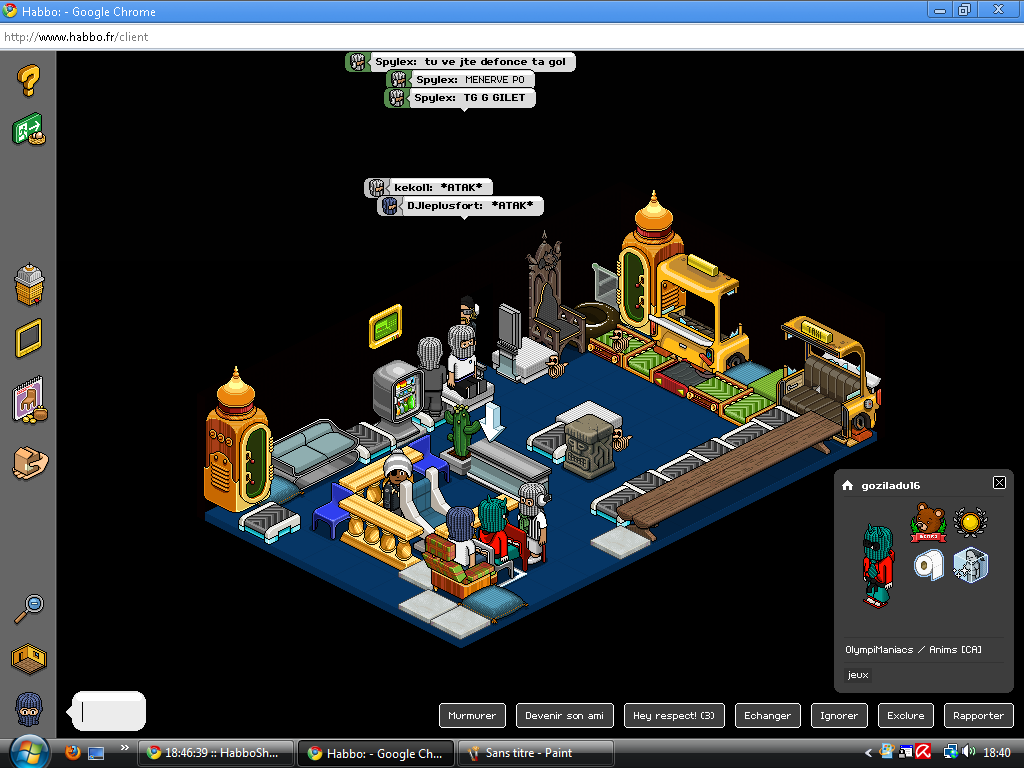 Habbo: - Google Chrome
http://www.habbo.fr/client
Spylex: tu ve jte defonce ta gol
Spylex: MENERVE PO
Spylex: TG G GILET
kekol1: *ATAK*
DJleplusfort: *ATAK*
TAXI
goziladu16
OlympiManiacs / Anims [CA]
jeux
Murmurer
Devenir son ami
Hey respect! (3)
Echanger
Ignorer
Exclure
Rapporter
18:46:39 :: HabboSh...
Habbo: - Google Ch...
Sans titre - Paint
18:40